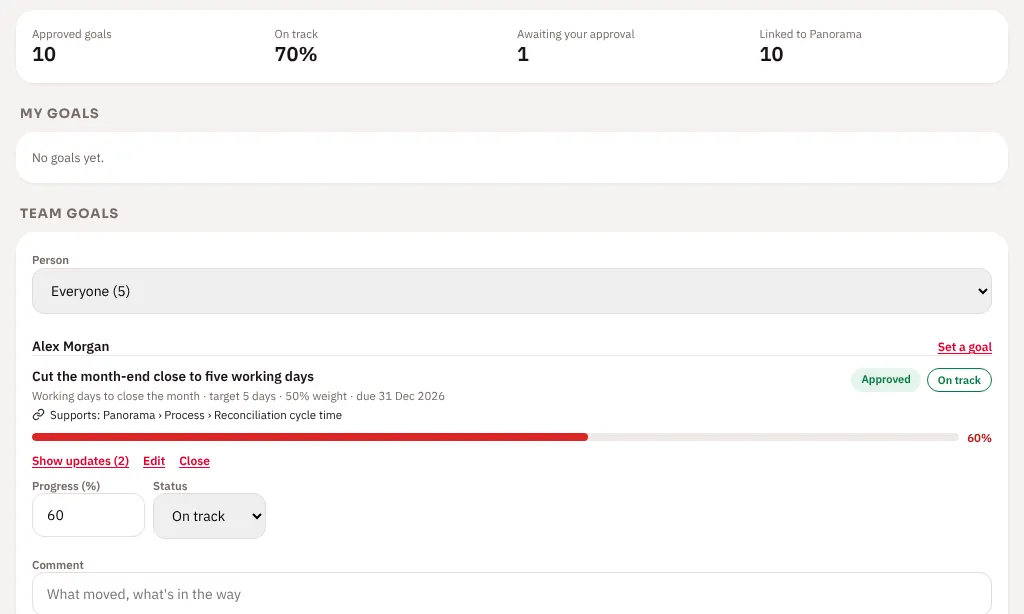 Approved goals
10
On track
70%
Awaiting your approval
1
Linked to Panorama
10
MY GOALS
No goals yet.
TEAM GOALS
Person
Everyone (5)
Alex Morgan
Set a goal
Cut the month-end close to five working days
Approved
On track
Working days to close the month · target 5 days · 50% weight · due 31 Dec 2026
Supports: Panorama › Process › Reconciliation cycle time
60%
Show updates (2)
Edit
Close
Progress (%)
Status
60
On track
Comment
What moved, what's in the way